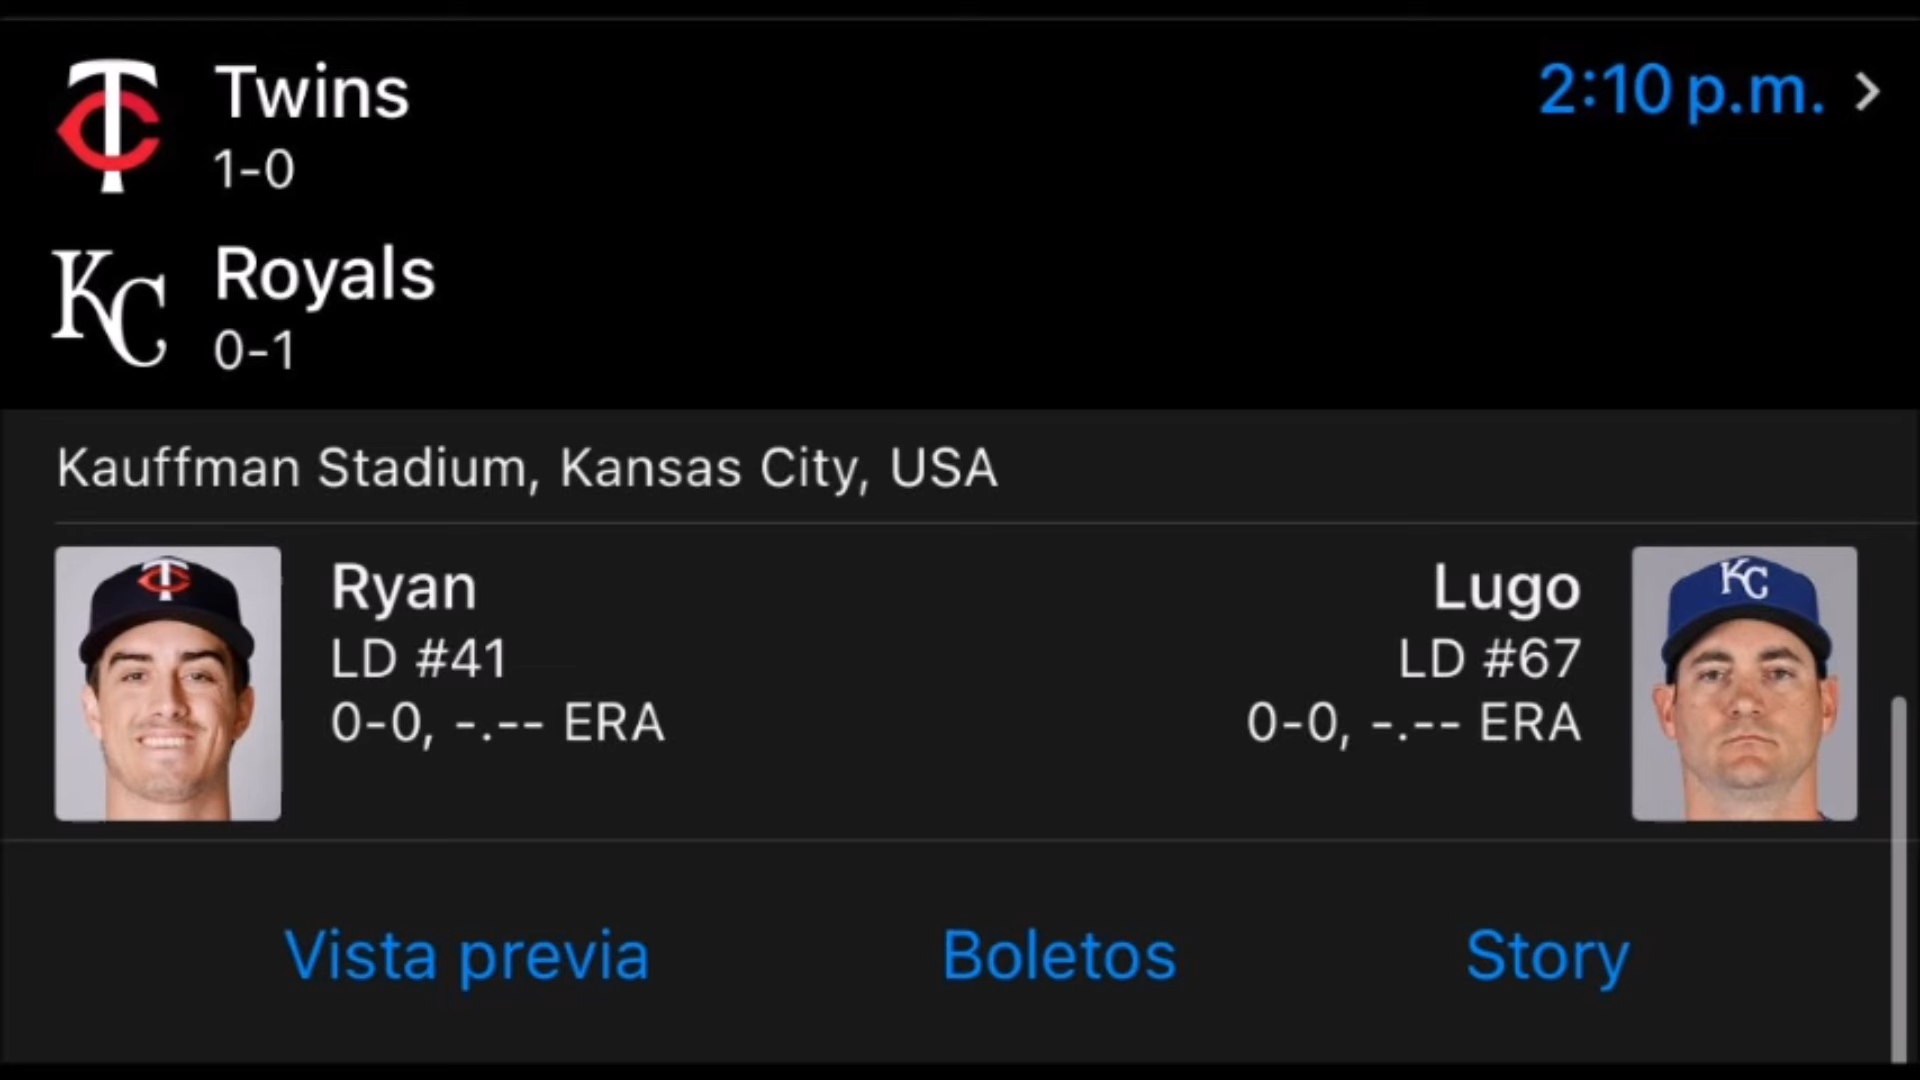 Twins
1-0
2:10 p.m.
Royals
0-1
Kauffman Stadium, Kansas City, USA
Ryan
LD #41
0-0, -.-- ERA
Lugo
LD #67
0-0, -.-- ERA
Vista previa
Boletos
Story